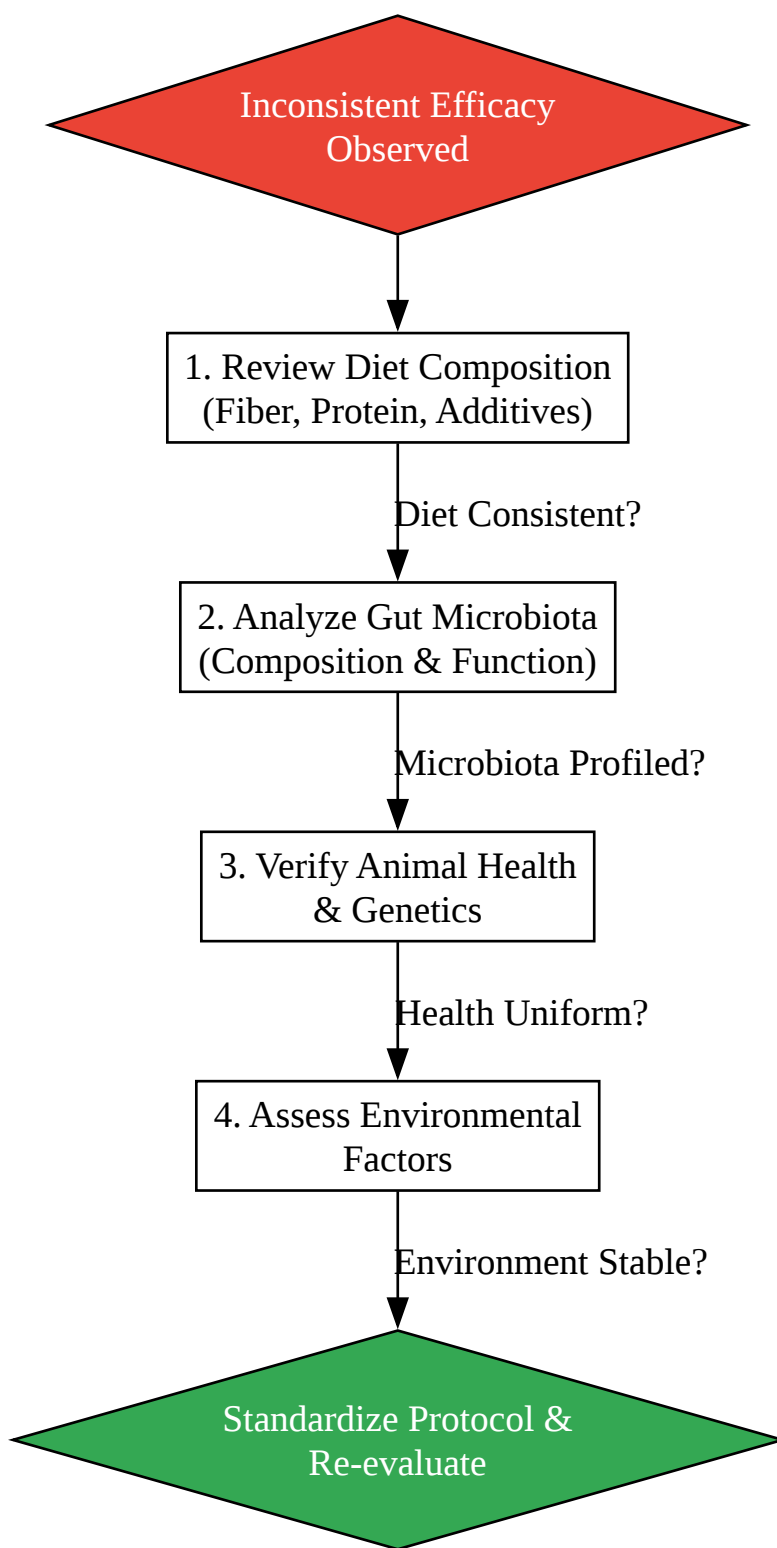 Inconsistent Efficacy
Observed
1. Review Diet Composition
(Fiber, Protein, Additives)
Diet Consistent?
2. Analyze Gut Microbiota
(Composition & Function)
Microbiota Profiled?
3. Verify Animal Health
& Genetics
Health Uniform?
4. Assess Environmental
Factors
Environment Stable?
Standardize Protocol &
Re-evaluate